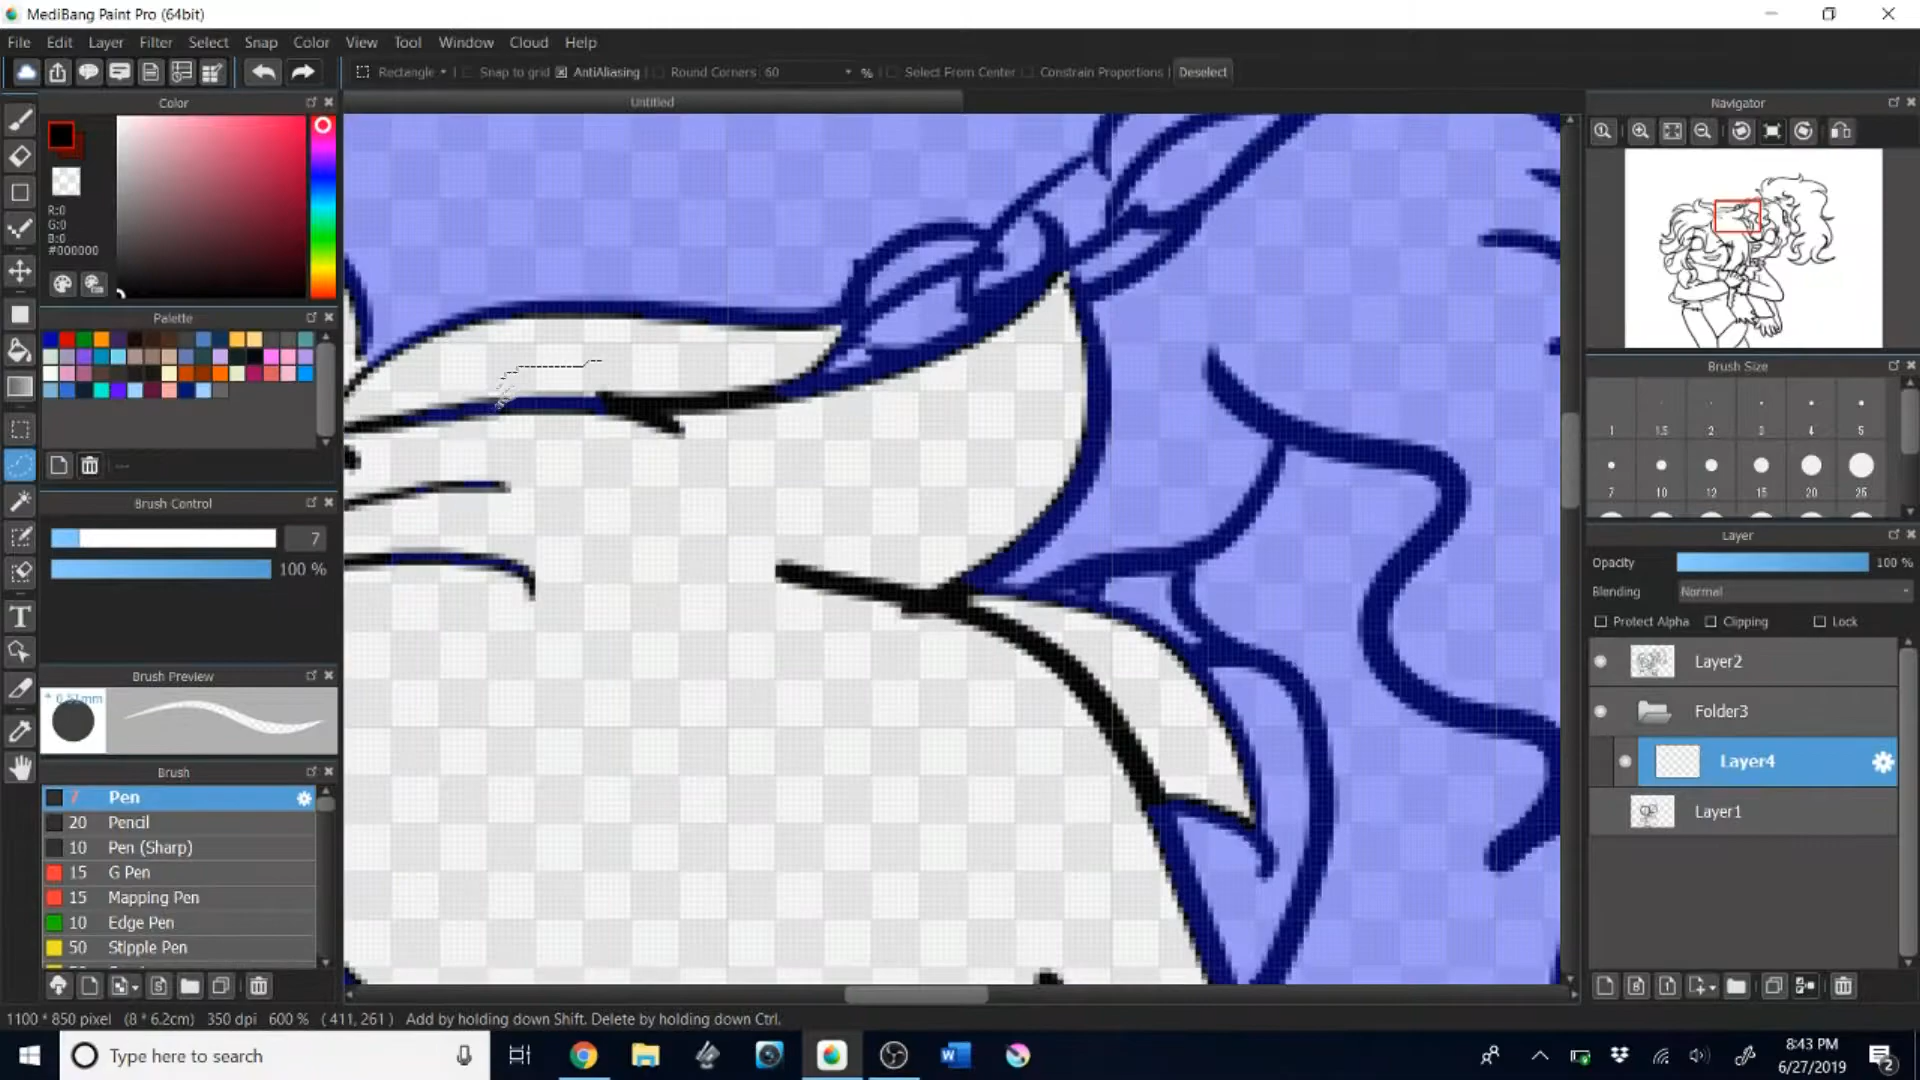 MediBang Paint Pro (64bit)
File Edit Layer Filter Select Snap Color View Tool Window Cloud Help
Rectangle Snap to grid AntiAliasing Round Corners 60 % Select From Center Constrain Proportions Deselect
Color
Untitled
Navigator
R:0
G:0
B:0
#000000
Palette
Brush Size
1 1.5 2 3 4 5
7 10 12 15 20 25
Brush Control
7
100 %
Layer
Opacity 100 %
Blending Normal
Protect Alpha Clipping Lock
Layer2
Folder3
Layer4
Layer1
Brush Preview
* 0.51mm
Brush
7 Pen
20 Pencil
10 Pen (Sharp)
15 G Pen
15 Mapping Pen
10 Edge Pen
50 Stipple Pen
1100 * 850 pixel (8 * 6.2cm) 350 dpi 600 % ( 411, 261 ) Add by holding down Shift. Delete by holding down Ctrl.
Type here to search
8:43 PM
6/27/2019
2